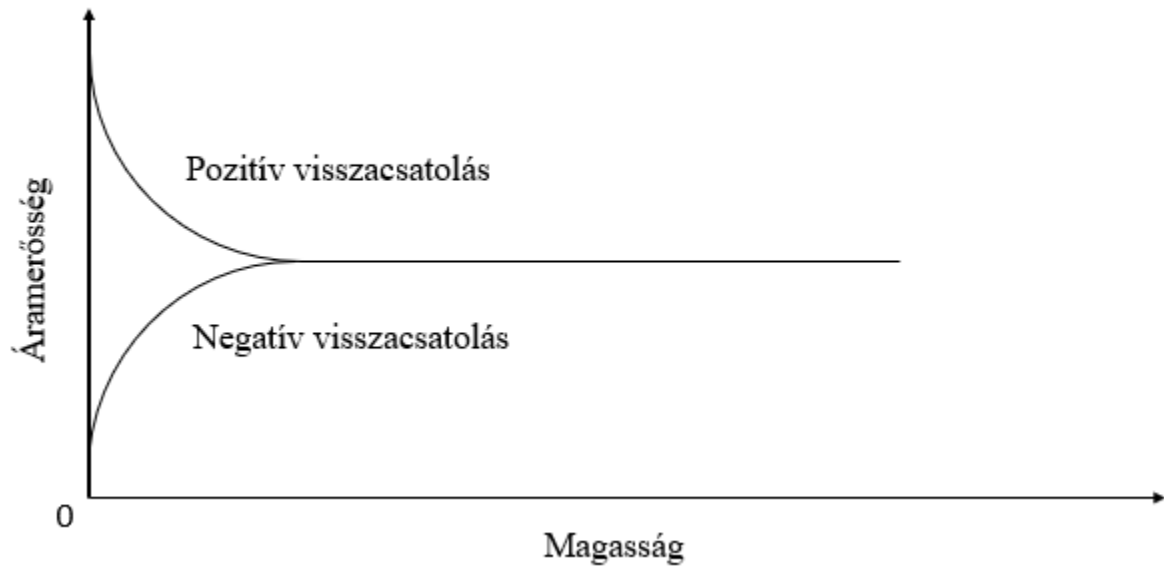 Áramerősség
Pozitív visszacsatolás
Negatív visszacsatolás
0
Magasság